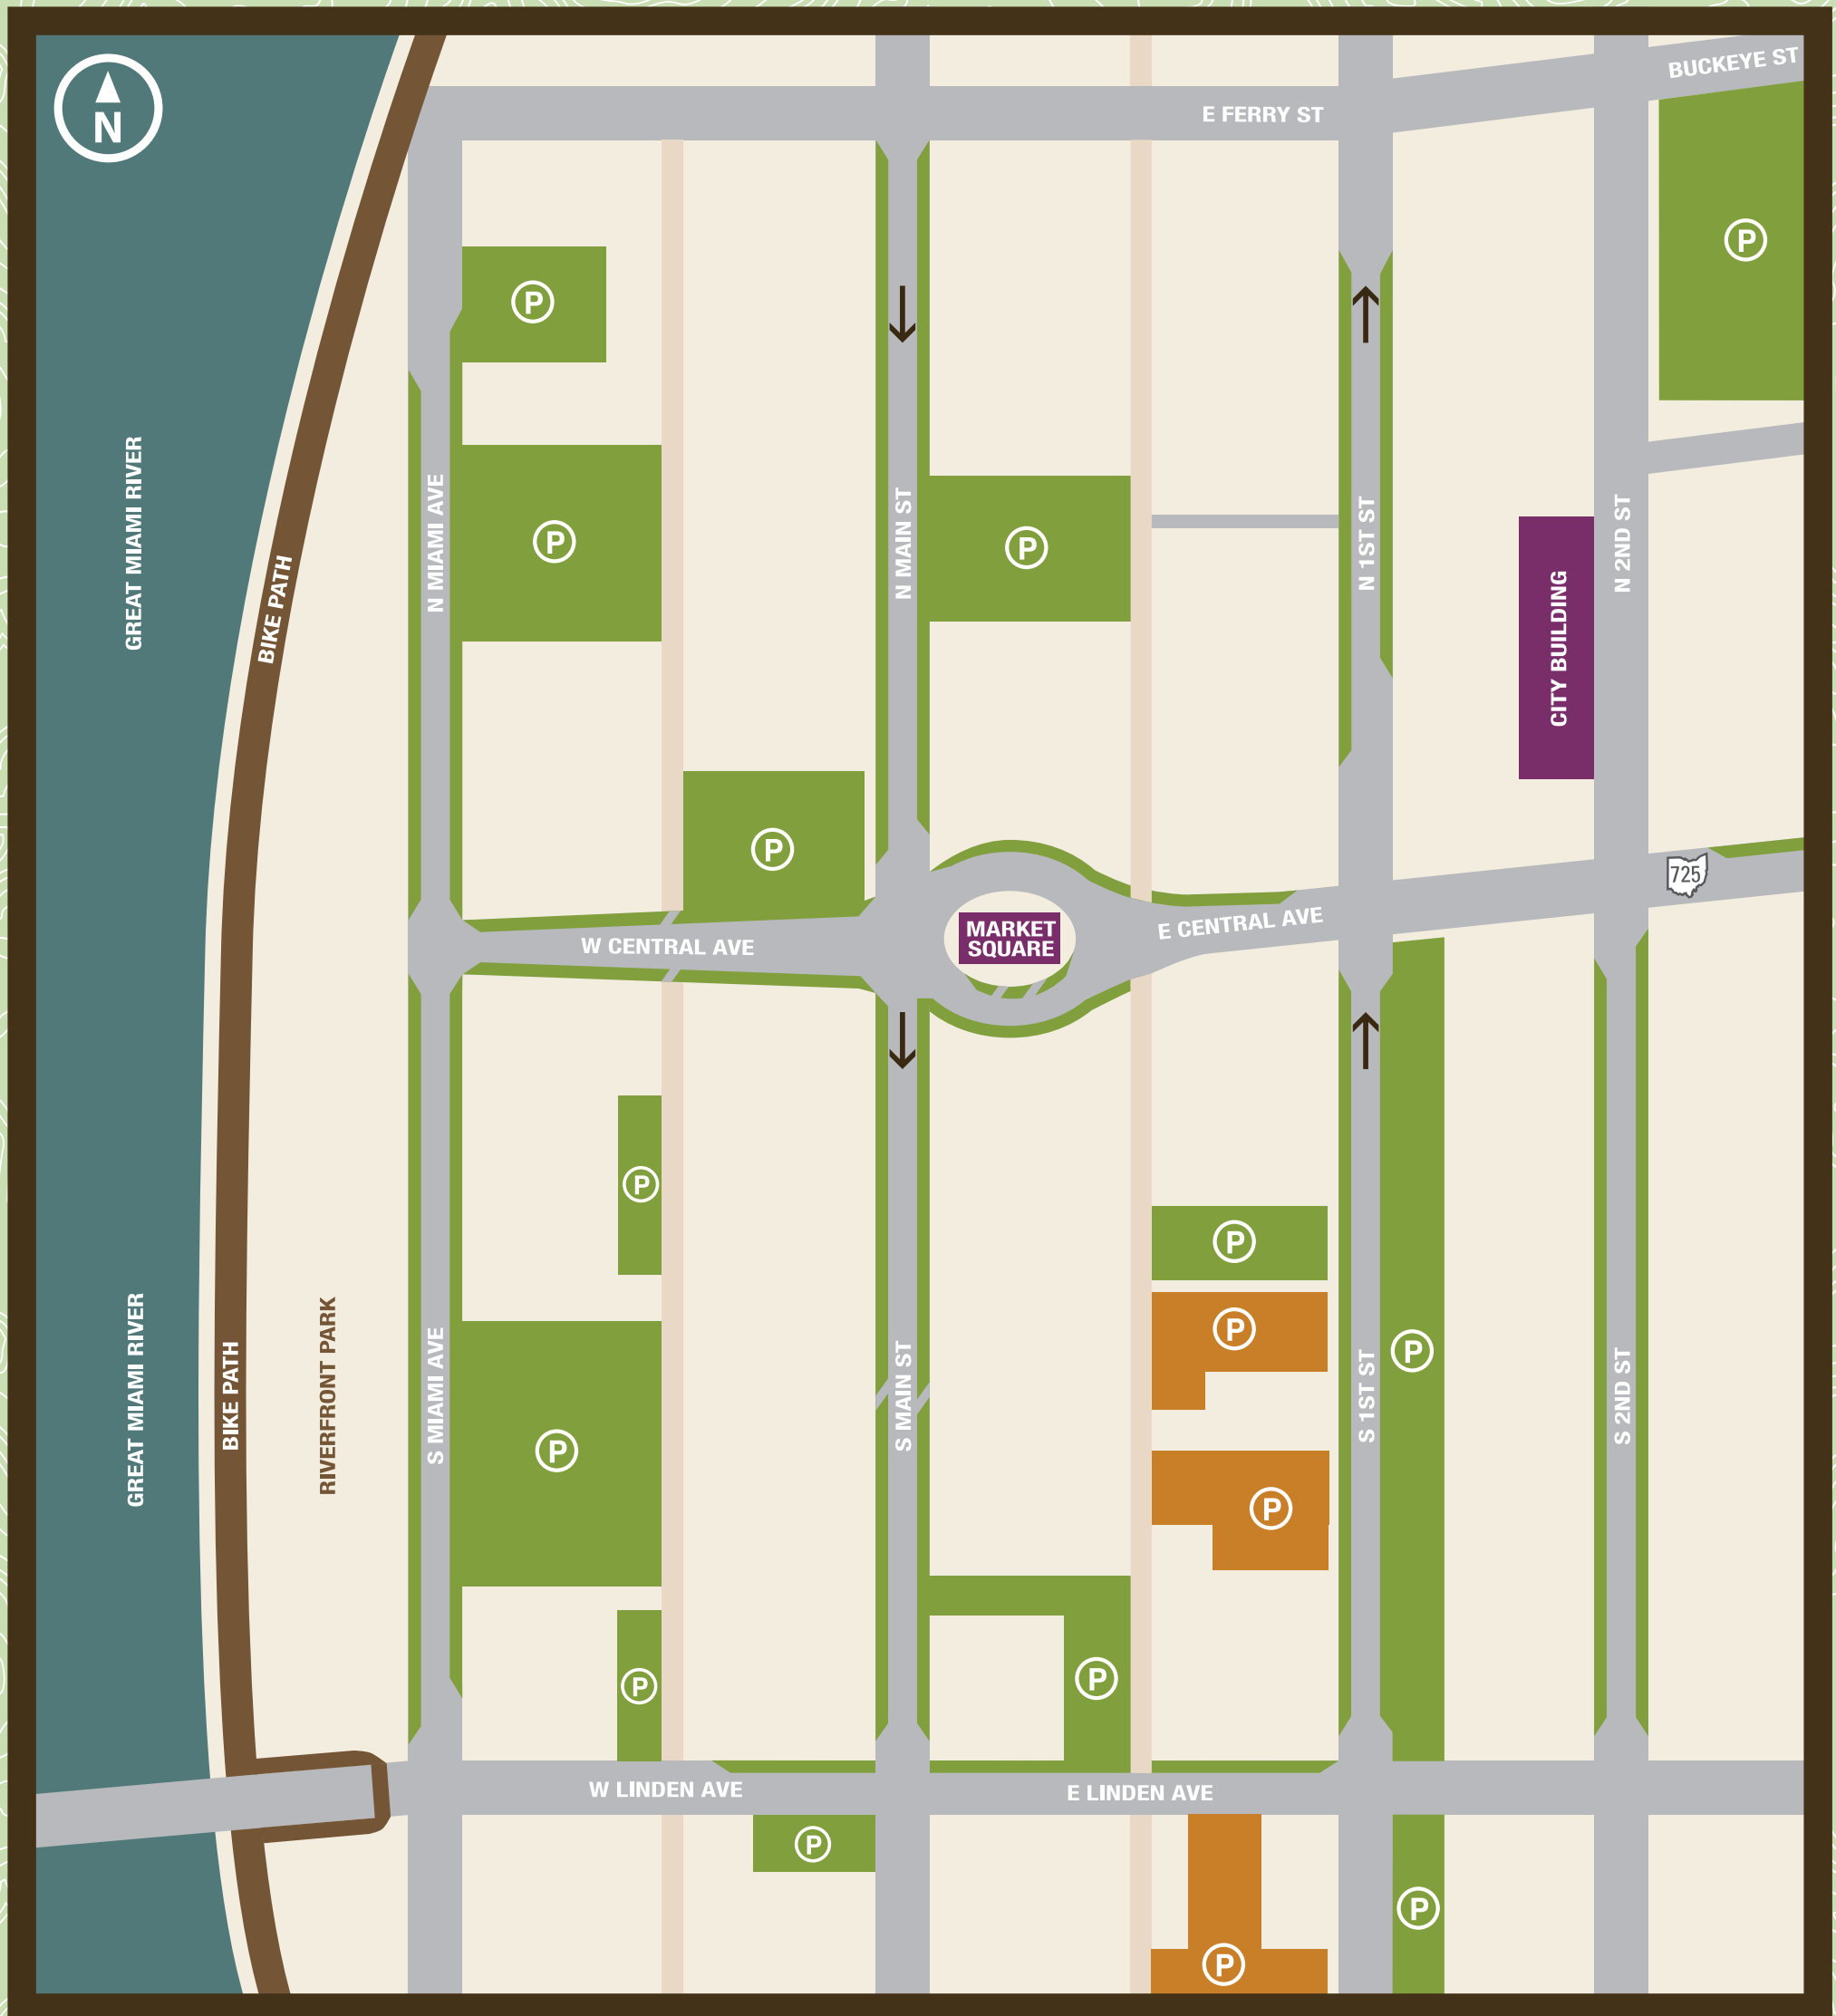 BUCKEYE ST
E FERRY ST
N
P
P
GREAT MIAMI RIVER
BIKE PATH
N MIAMI AVE
P
N MAIN ST
P
N 1ST ST
N 2ND ST
CITY BUILDING
P
725
W CENTRAL AVE
MARKET
SQUARE
E CENTRAL AVE
P
P
P
P
GREAT MIAMI RIVER
BIKE PATH
RIVERFRONT PARK
S MIAMI AVE
P
S MAIN ST
S 1ST ST
S 2ND ST
P
P
P
W LINDEN AVE
E LINDEN AVE
P
P
P